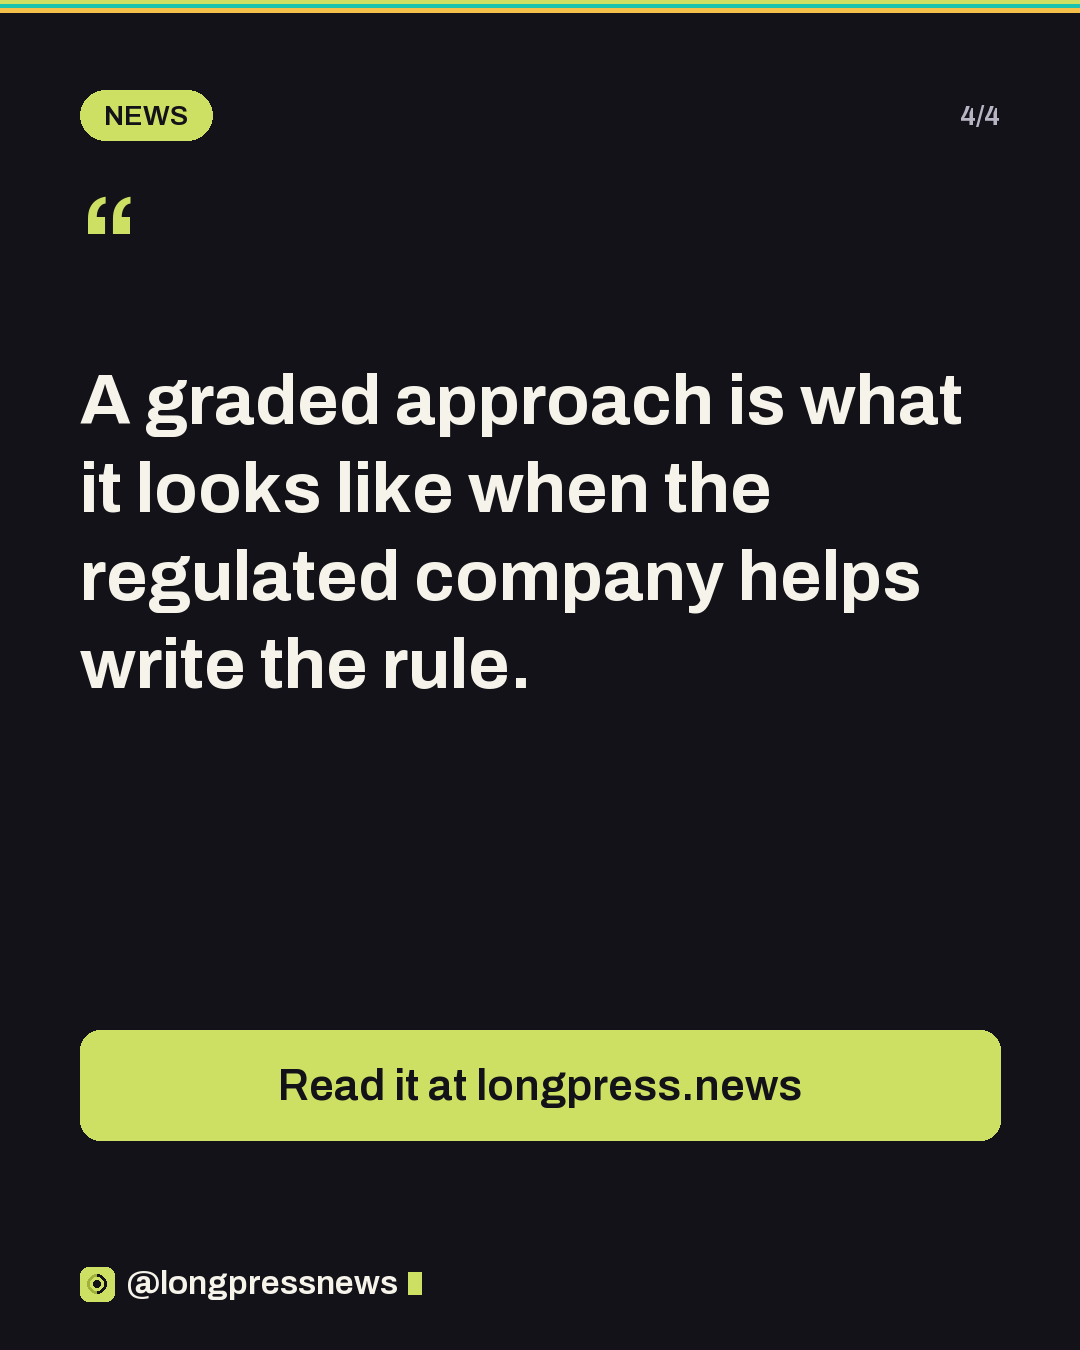 NEWS
4/4
“
A graded approach is what
it looks like when the
regulated company helps
write the rule.
Read it at longpress.news
@longpressnews